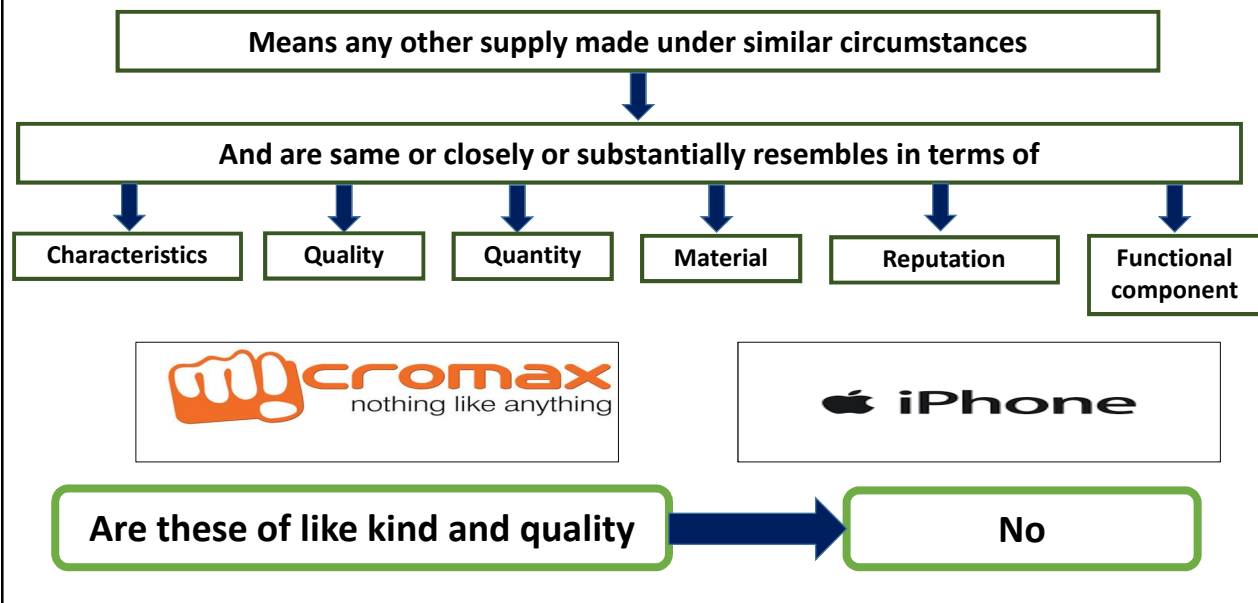 Means any other supply made under similar circumstances
And are same or closely or substantially resembles in terms of
Characteristics
Quality
Quantity
Material
Reputation
Functional
component
micromax
nothing like anything
iPhone
Are these of like kind and quality
No